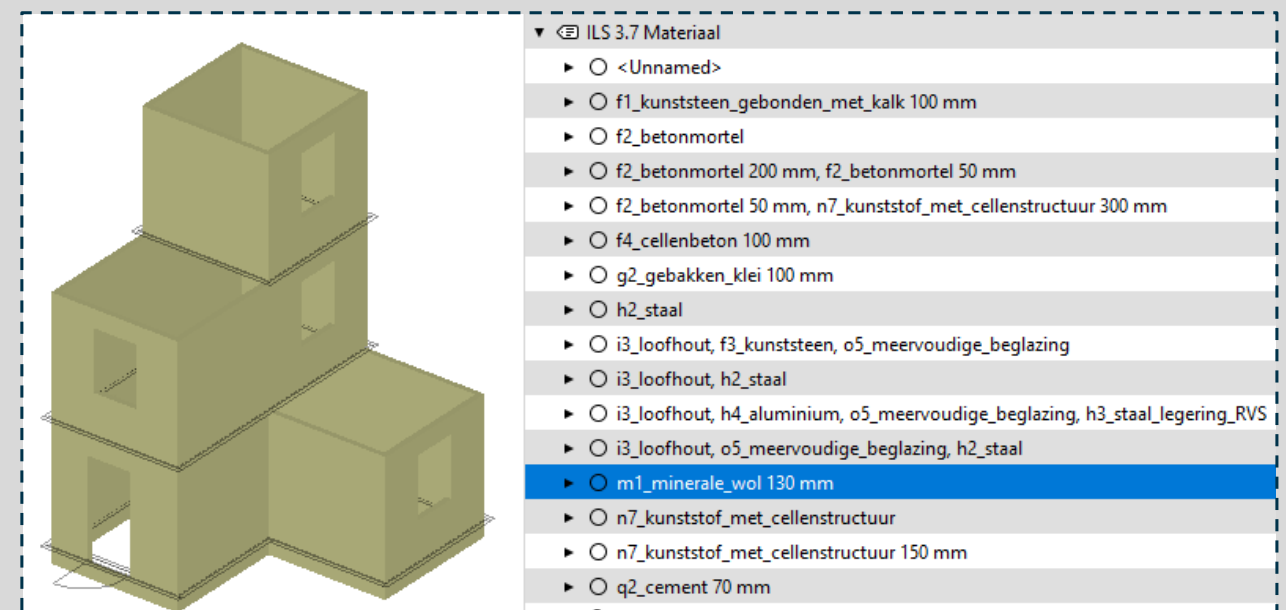 ILS 3.7 Materiaal
<Unnamed>
f1_kunststeen_gebonden_met_kalk 100 mm
f2_betonmortel
f2_betonmortel 200 mm, f2_betonmortel 50 mm
f2_betonmortel 50 mm, n7_kunststof_met_cellenstructuur 300 mm
f4_cellenbeton 100 mm
g2_gebakken_klei 100 mm
h2_staal
i3_loofhout, f3_kunststeen, o5_meervoudige_beglazing
i3_loofhout, h2_staal
i3_loofhout, h4_aluminium, o5_meervoudige_beglazing, h3_staal_legering_RVS
i3_loofhout, o5_meervoudige_beglazing, h2_staal
m1_minerale_wol 130 mm
n7_kunststof_met_cellenstructuur
n7_kunststof_met_cellenstructuur 150 mm
q2_cement 70 mm